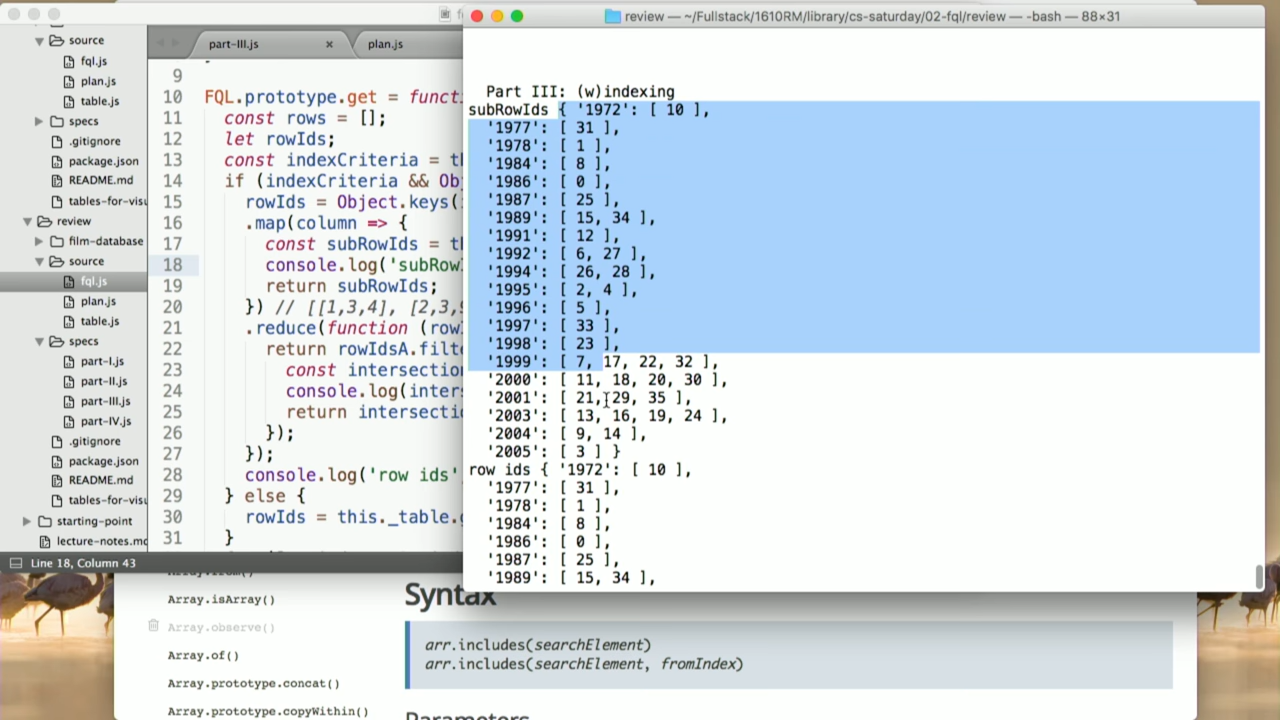 review — ~/Fullstack/1610RM/library/cs-saturday/02-fql/review — -bash — 88×31
source
fql.js
plan.js
table.js
specs
.gitignore
package.json
README.md
tables-for-visu
review
film-database
source
fql.js
plan.js
table.js
specs
part-I.js
part-II.js
part-III.js
part-IV.js
.gitignore
package.json
README.md
tables-for-visu
starting-point
lecture-notes.md
part-III.js ×
plan.js
9
10 FQL.prototype.get = functi
11 const rows = [];
12 let rowIds;
13 const indexCriteria = th
14 if (indexCriteria && Obj
15 rowIds = Object.keys(i
16 .map(column => {
17 const subRowIds = th
18 console.log('subRowI
19 return subRowIds;
20 }) // [[1,3,4], [2,3,9
21 .reduce(function (rowI
22 return rowIdsA.filte
23 const intersection
24 console.log(inters
25 return intersectio
26 });
27 });
28 console.log('row ids'
29 } else {
30 rowIds = this._table.g
31 }
Line 18, Column 43
Part III: (w)indexing
subRowIds { '1972': [ 10 ],
'1977': [ 31 ],
'1978': [ 1 ],
'1984': [ 8 ],
'1986': [ 0 ],
'1987': [ 25 ],
'1989': [ 15, 34 ],
'1991': [ 12 ],
'1992': [ 6, 27 ],
'1994': [ 26, 28 ],
'1995': [ 2, 4 ],
'1996': [ 5 ],
'1997': [ 33 ],
'1998': [ 23 ],
'1999': [ 7, 17, 22, 32 ],
'2000': [ 11, 18, 20, 30 ],
'2001': [ 21, 29, 35 ],
'2003': [ 13, 16, 19, 24 ],
'2004': [ 9, 14 ],
'2005': [ 3 ] }
row ids { '1972': [ 10 ],
'1977': [ 31 ],
'1978': [ 1 ],
'1984': [ 8 ],
'1986': [ 0 ],
'1987': [ 25 ],
'1989': [ 15, 34 ],
Array.isArray()
Array.observe()
Array.of()
Array.prototype.concat()
Array.prototype.copyWithin()
Syntax
arr.includes(searchElement)
arr.includes(searchElement, fromIndex)
Parameters